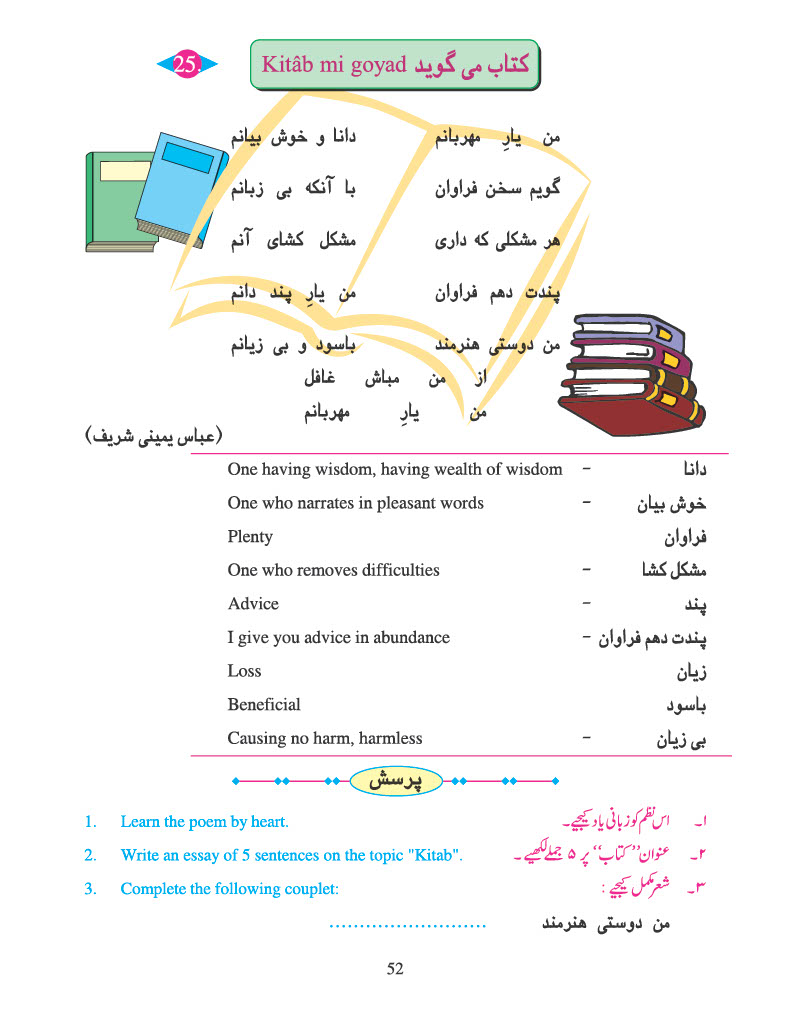 25. Kitâb mi goyad کتاب می گوید
من یارِ مهربانم دانا و خوش بیانم
گویم سخن فراوان با آنکه بی زبانم
هر مشکلی که داری مشکل کشای آنم
پندت دهم فراوان من یارِ پند دانم
من دوستی هنرمند باسود و بی زیانم
از من مباش غافل
من یارِ مهربانم
(عباس یمینی شریف)
One having wisdom, having wealth of wisdom – دانا
One who narrates in pleasant words – خوش بیان
Plenty فراوان
One who removes difficulties – مشکل کشا
Advice – پند
I give you advice in abundance – پندت دهم فراوان
Loss زیان
Beneficial باسود
Causing no harm, harmless – بی زیان
پرسش
1. Learn the poem by heart. ۱۔ اس نظم کو زبانی یاد کیجیے۔
2. Write an essay of 5 sentences on the topic "Kitab". ۲۔ عنوان ’’کتاب‘‘ پر ۵ جملے لکھیے۔
3. Complete the following couplet: ۳۔ شعر مکمل کیجیے :
من دوستی هنرمند ..........................
52